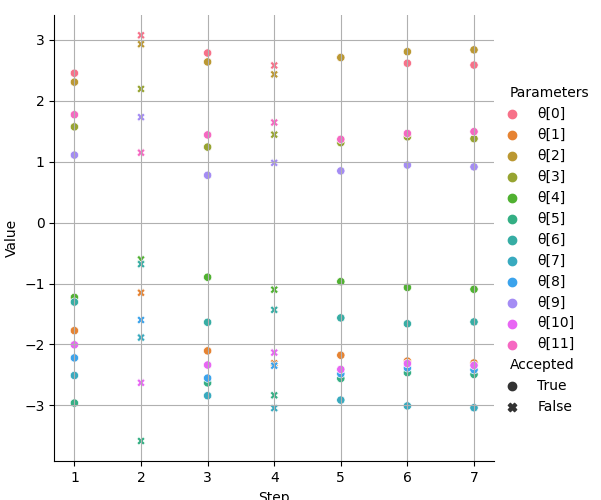 3
2
1
0
−1
−2
−3
Value
1 2 3 4 5 6 7
Step
Parameters
θ[0]
θ[1]
θ[2]
θ[3]
θ[4]
θ[5]
θ[6]
θ[7]
θ[8]
θ[9]
θ[10]
θ[11]
Accepted
True
False